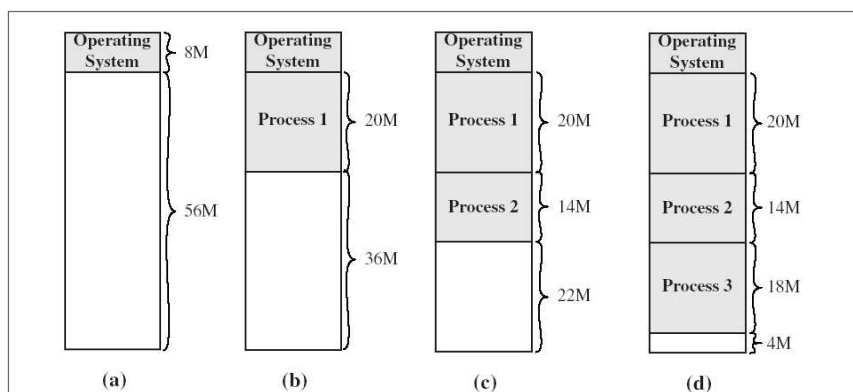 Operating
System
8M
56M
(a)
Operating
System
Process 1
20M
36M
(b)
Operating
System
Process 1
20M
Process 2
14M
22M
(c)
Operating
System
Process 1
20M
Process 2
14M
Process 3
18M
4M
(d)